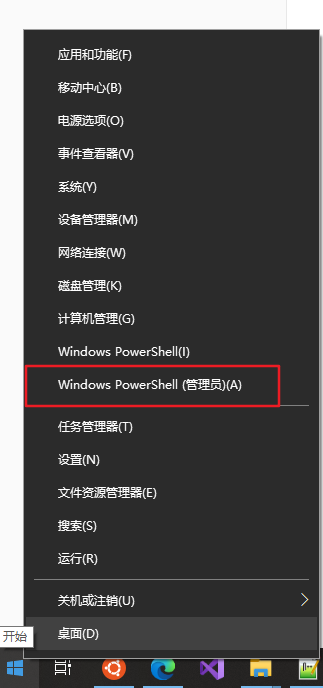 应用和功能(F)
移动中心(B)
电源选项(O)
事件查看器(V)
系统(Y)
设备管理器(M)
网络连接(W)
磁盘管理(K)
计算机管理(G)
Windows PowerShell(I)
Windows PowerShell (管理员)(A)
任务管理器(T)
设置(N)
文件资源管理器(E)
搜索(S)
运行(R)
关机或注销(U)
桌面(D)
开始